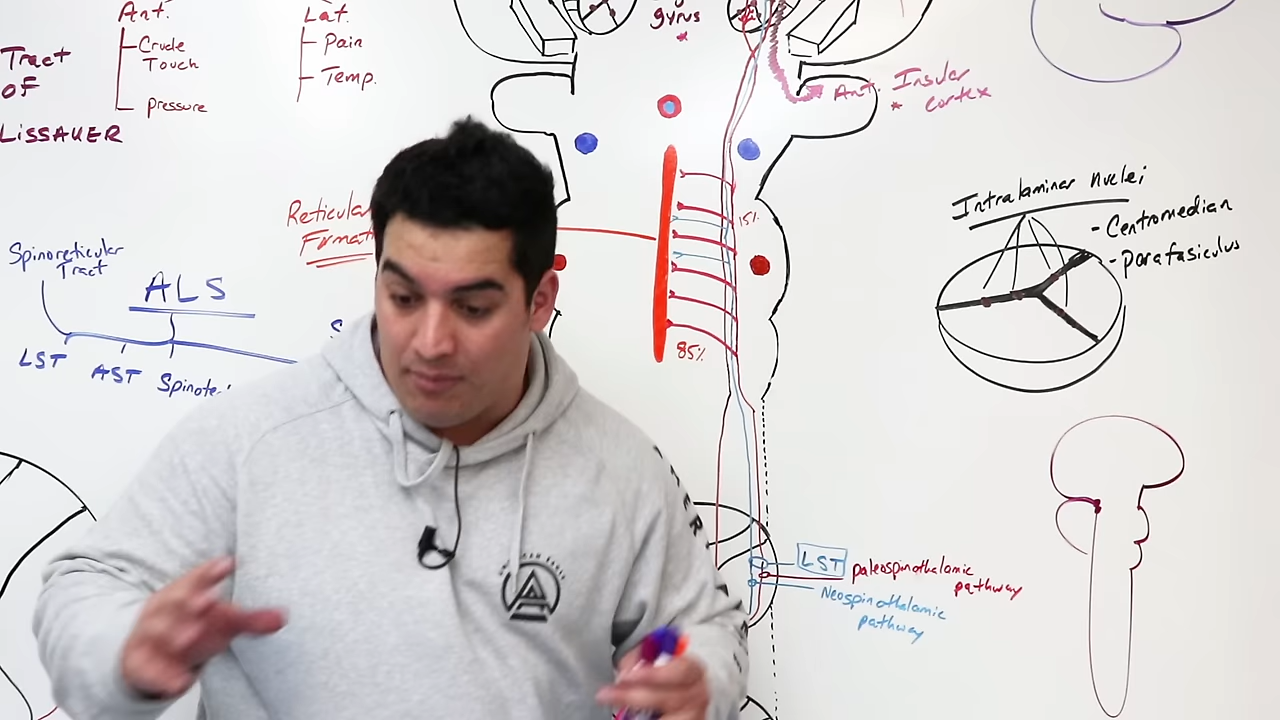 Ant.
Crude
Touch
pressure
Lat.
Pain
Temp.
Tract
OF
LISSAUER
gyrus
*
Ant. Insular
* cortex
Reticular
Spinoreticular
Tract
ALS
LST
AST
15%
85%
Intralaminar Nuclei
- Centromedian
- parafasiculus
LST
paleospinothalamic
pathway
Neospinothalamic
pathway